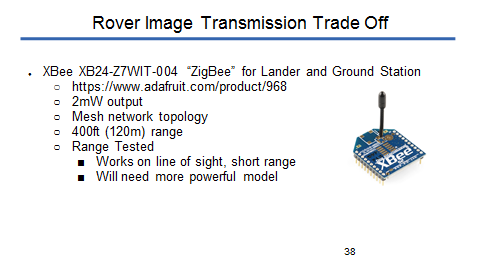 Rover Image Transmission Trade Off
XBee XB24-Z7WIT-004 “ZigBee” for Lander and Ground Station
https://www.adafruit.com/product/968
2mW output
Mesh network topology
400ft (120m) range
Range Tested
Works on line of sight, short range
Will need more powerful model
XBee
38